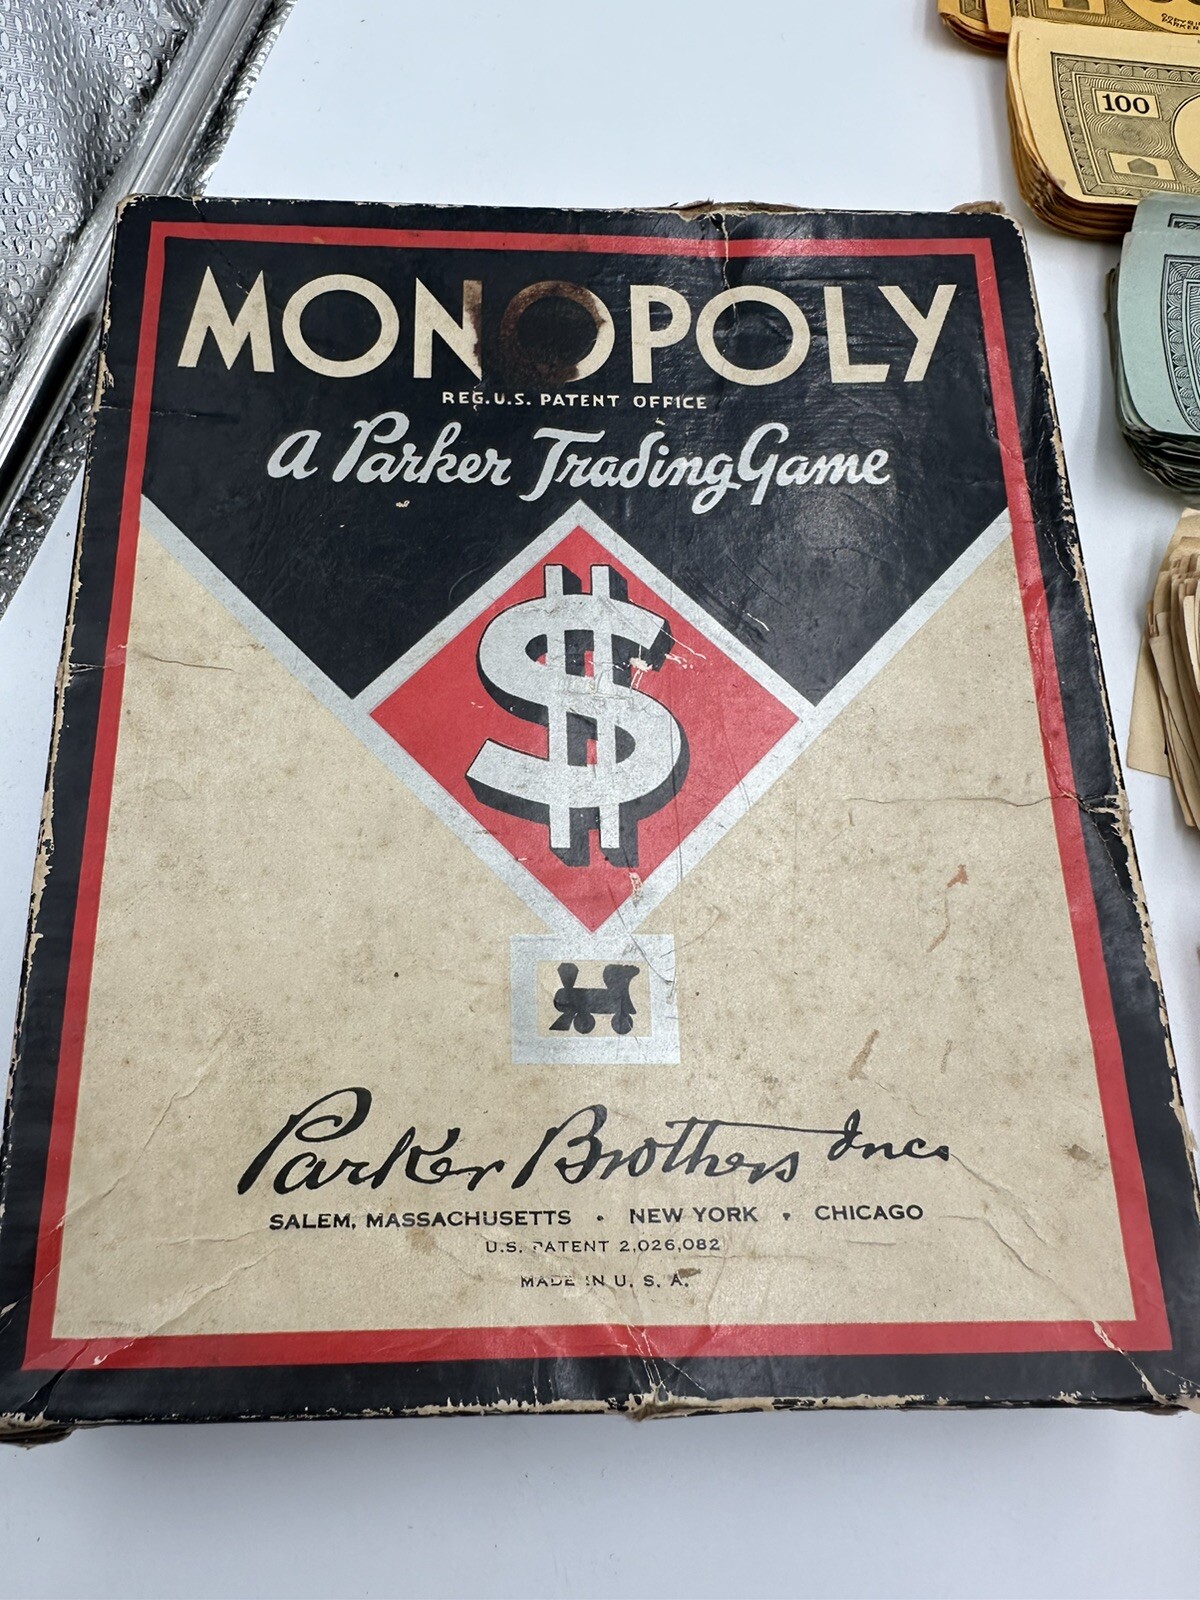 MONOPOLY
REG. U.S. PATENT OFFICE
a Parker Trading Game
$
Parker Brothers Inc.
SALEM, MASSACHUSETTS • NEW YORK • CHICAGO
U.S. PATENT 2,026,082
MADE IN U. S. A.
100